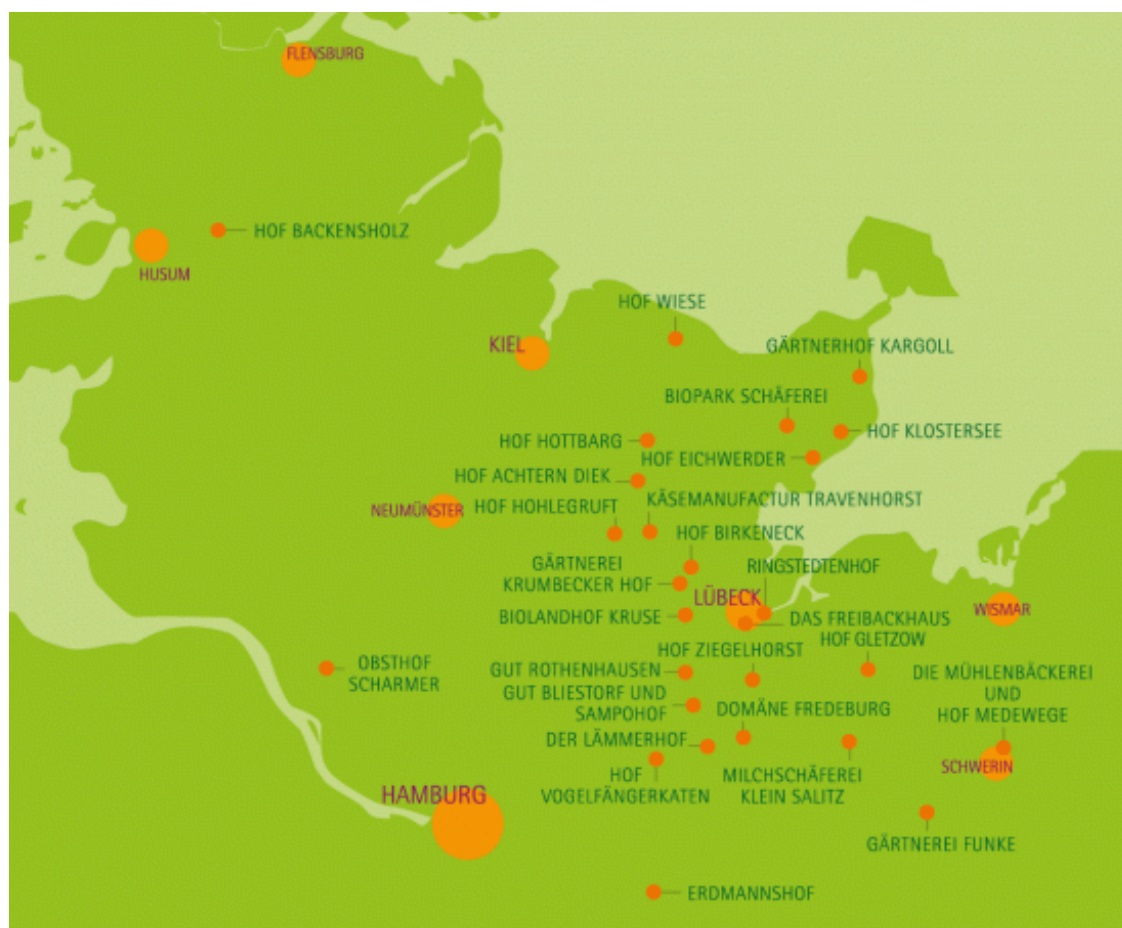 FLENSBURG
HOF BACKENSHOLZ
HUSUM
HOF WIESE
KIEL
GÄRTNERHOF KARGOLL
BIOPARK SCHÄFEREI
HOF KLOSTERSEE
HOF HOTTBARG
HOF EICHWERDER
HOF ACHTERN DIEK
KÄSEMANUFACTUR TRAVENHORST
NEUMÜNSTER
HOF HOHLEGRUFT
HOF BIRKENECK
GÄRTNEREI
KRUMBECKER HOF
RINGSTEDTENHOF
LÜBECK
WISMAR
BIOLANDHOF KRUSE
DAS FREIBACKHAUS
HOF GLETZOW
HOF ZIEGELHORST
OBSTHOF
SCHARMER
GUT ROTHENHAUSEN
DIE MÜHLENBÄCKEREI
UND
HOF MEDEWEGE
GUT BLIESTORF UND
SAMPOHOF
DOMÄNE FREDEBURG
DER LÄMMERHOF
SCHWERIN
HOF
VOGELFÄNGERKATEN
MILCHSCHÄFEREI
KLEIN SALITZ
HAMBURG
GÄRTNEREI FUNKE
ERDMANNSHOF